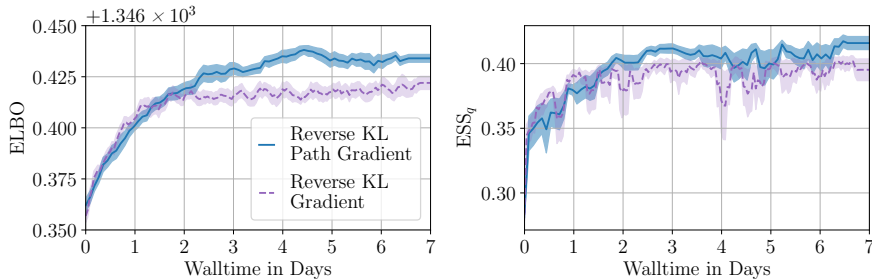 +1.346 × 10³
0.450
0.425
0.400
0.375
0.350
ELBO
0 1 2 3 4 5 6 7
Walltime in Days
Reverse KL
Path Gradient
Reverse KL
Gradient
0.40
0.35
0.30
ESS_q
0 1 2 3 4 5 6 7
Walltime in Days